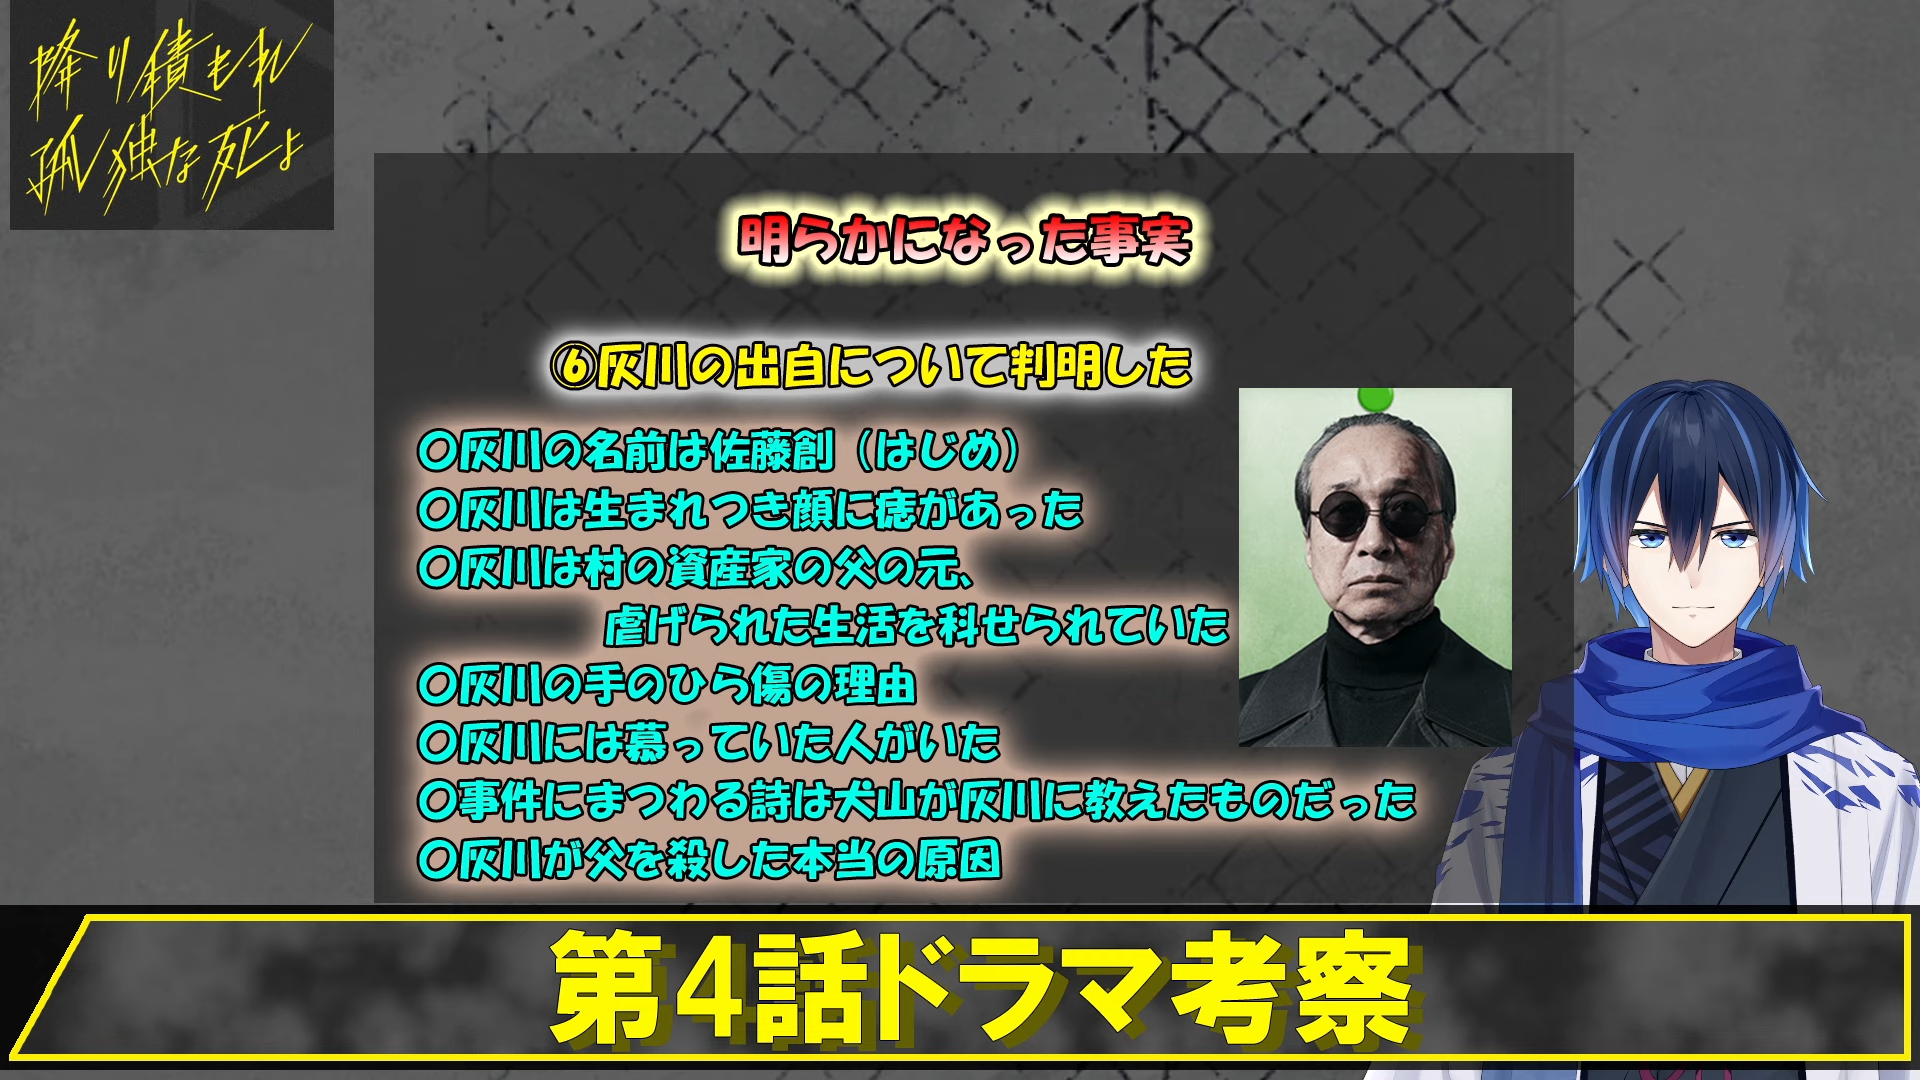 降り積もれ
孤独な死よ
明らかになった事実
⑥灰川の出自について判明した
〇灰川の名前は佐藤創（はじめ）
〇灰川は生まれつき顔に痣があった
〇灰川は村の資産家の父の元、
虐げられた生活を科せられていた
〇灰川の手のひら傷の理由
〇灰川には慕っていた人がいた
〇事件にまつわる詩は犬山が灰川に教えたものだった
〇灰川が父を殺した本当の原因
第4話ドラマ考察